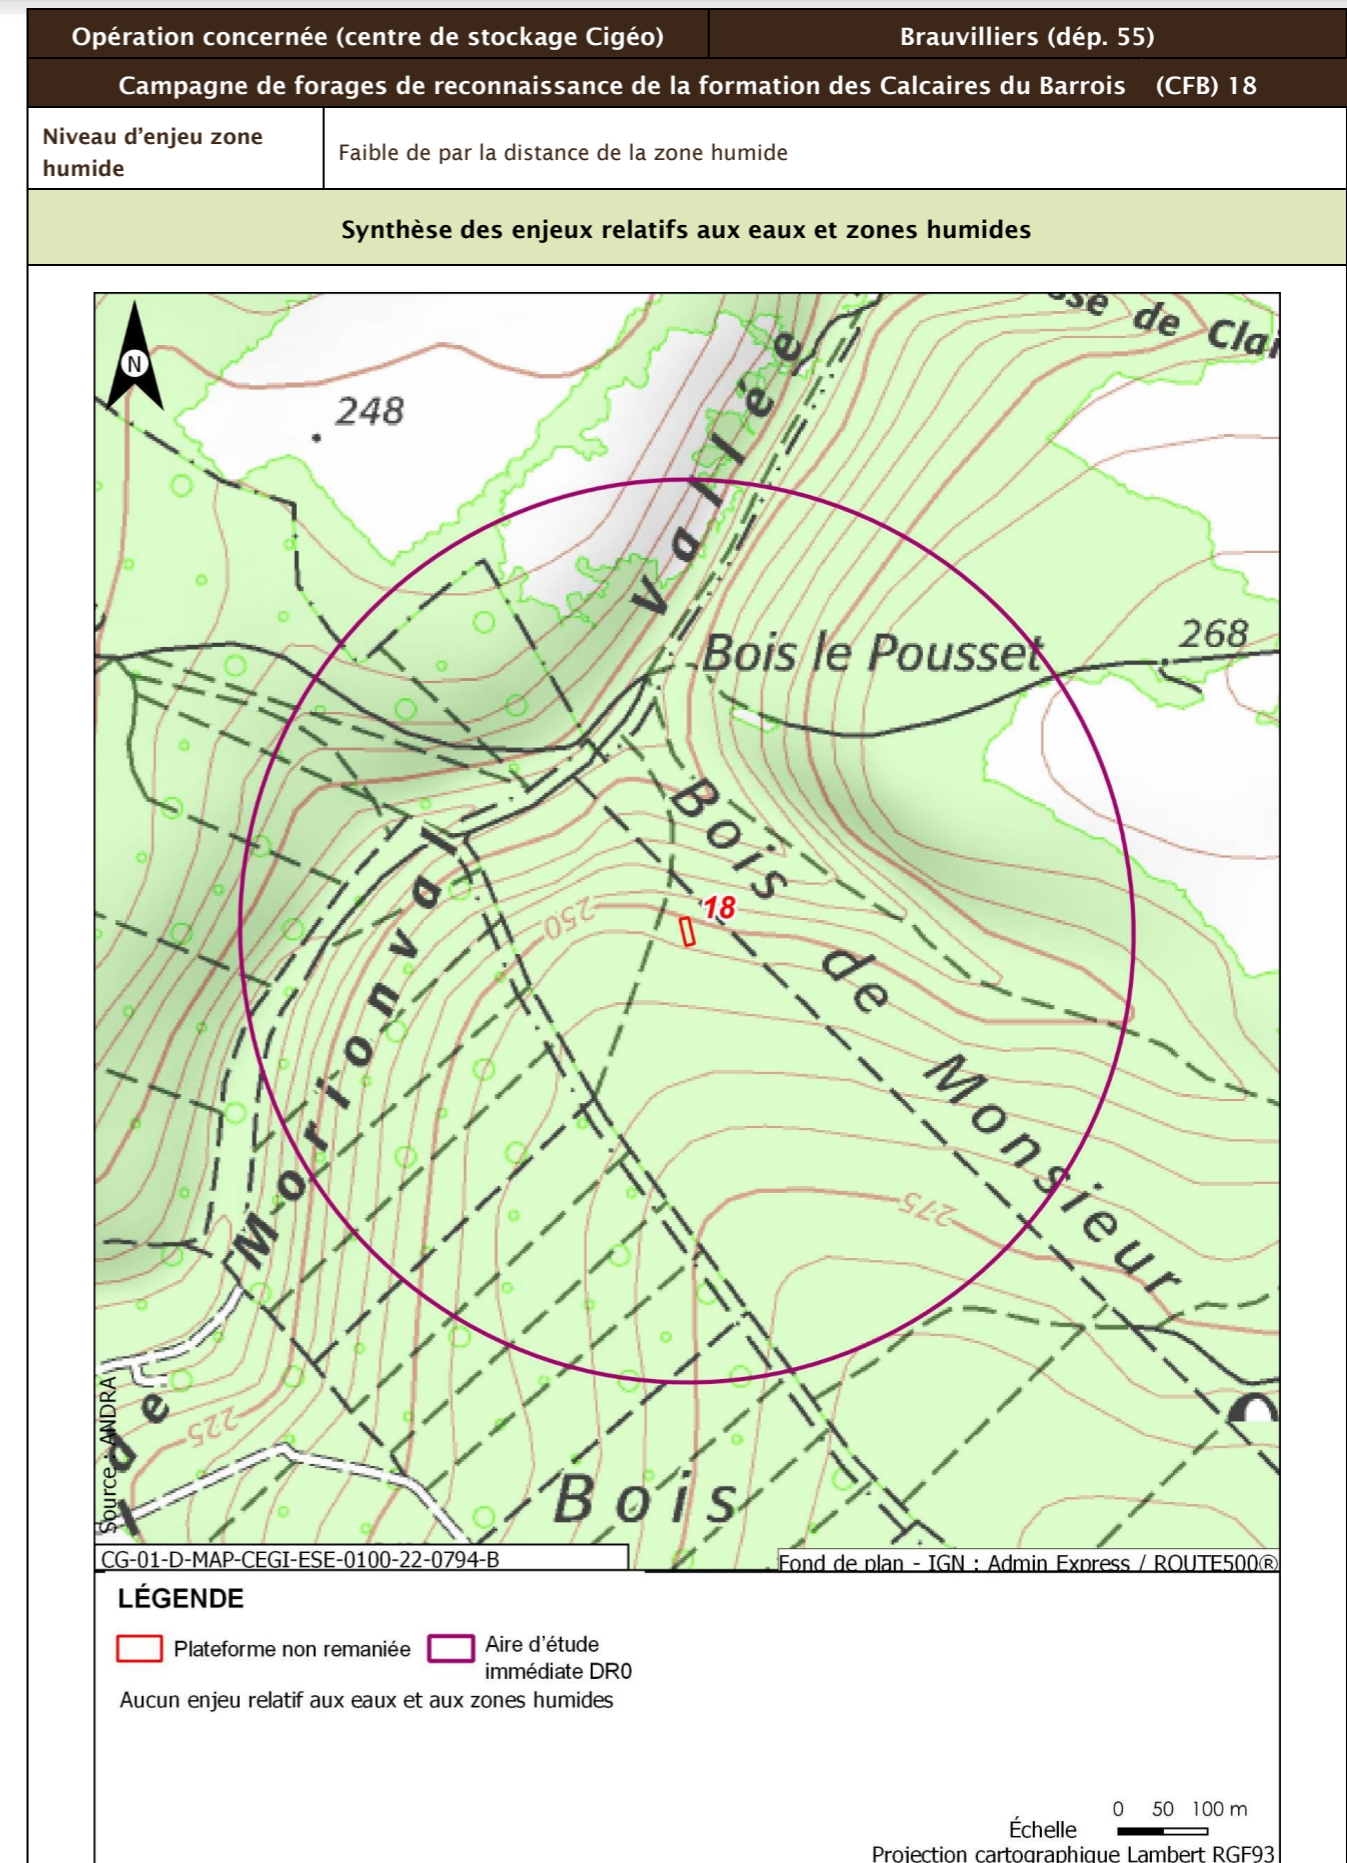 Opération concernée (centre de stockage Cigéo)
Brauvilliers (dép. 55)
Campagne de forages de reconnaissance de la formation des Calcaires du Barrois (CFB) 18
Niveau d'enjeu zone
humide
Faible de par la distance de la zone humide
Synthèse des enjeux relatifs aux eaux et zones humides
N
sse de Clai
248
Vallée
Bois le Pousset
268
Bois de Monsieur
18
250
Morionval
275
225
de
Bois
Source : ANDRA
CG-01-D-MAP-CEGI-ESE-0100-22-0794-B
Fond de plan - IGN : Admin Express / ROUTE500®
LÉGENDE
Plateforme non remaniée
Aire d'étude
immédiate DR0
Aucun enjeu relatif aux eaux et aux zones humides
0 50 100 m
Échelle
Projection cartographique Lambert RGF93